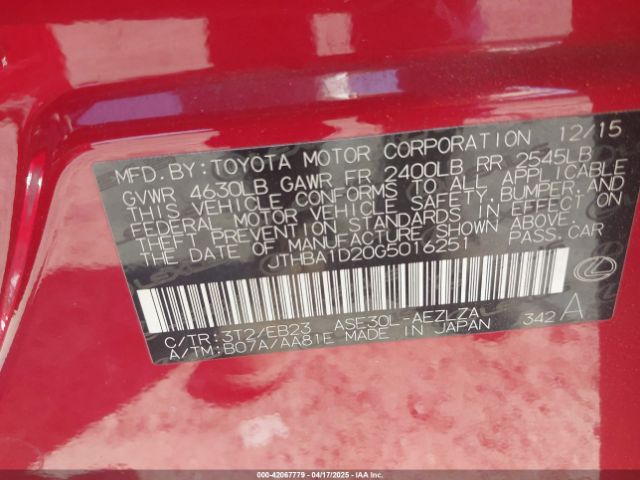 MFD.BY: TOYOTA MOTOR CORPORATION 12/15
GVWR 4630LB GAWR FR 2400LB RR 2545LB
THIS VEHICLE CONFORMS TO ALL APPLICABLE
FEDERAL MOTOR VEHICLE SAFETY, BUMPER, AND
THEFT PREVENTION STANDARDS IN EFFECT ON
THE DATE OF MANUFACTURE SHOWN ABOVE.
JTHBA1D20G5016251 PASS.CAR
C/TR:3T2/EB23 ASE30L-AEZLZA 342 A
A/TM:B07A/AA81E MADE IN JAPAN
000-42067779 | 04/17/2025 - IAA Inc.